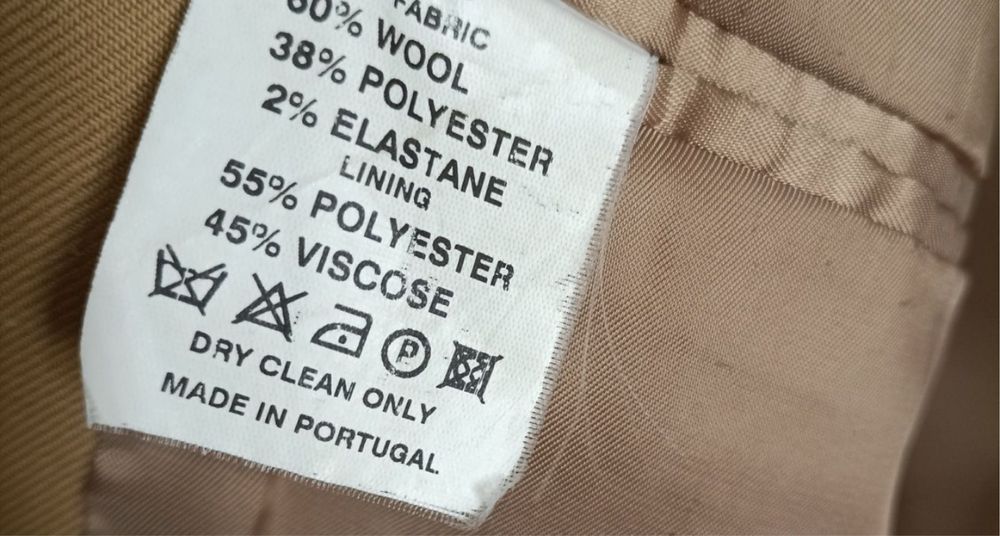 FABRIC
60% WOOL
38% POLYESTER
2% ELASTANE
LINING
55% POLYESTER
45% VISCOSE
P
DRY CLEAN ONLY
MADE IN PORTUGAL